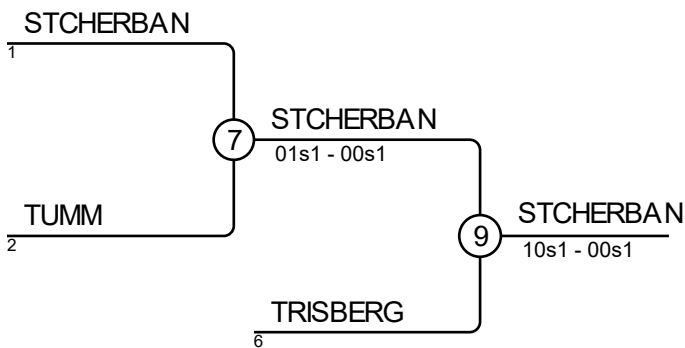 STCHERBAN
1
7
STCHERBAN
01s1 - 00s1
TUMM
2
9
STCHERBAN
10s1 - 00s1
TRISBERG
6